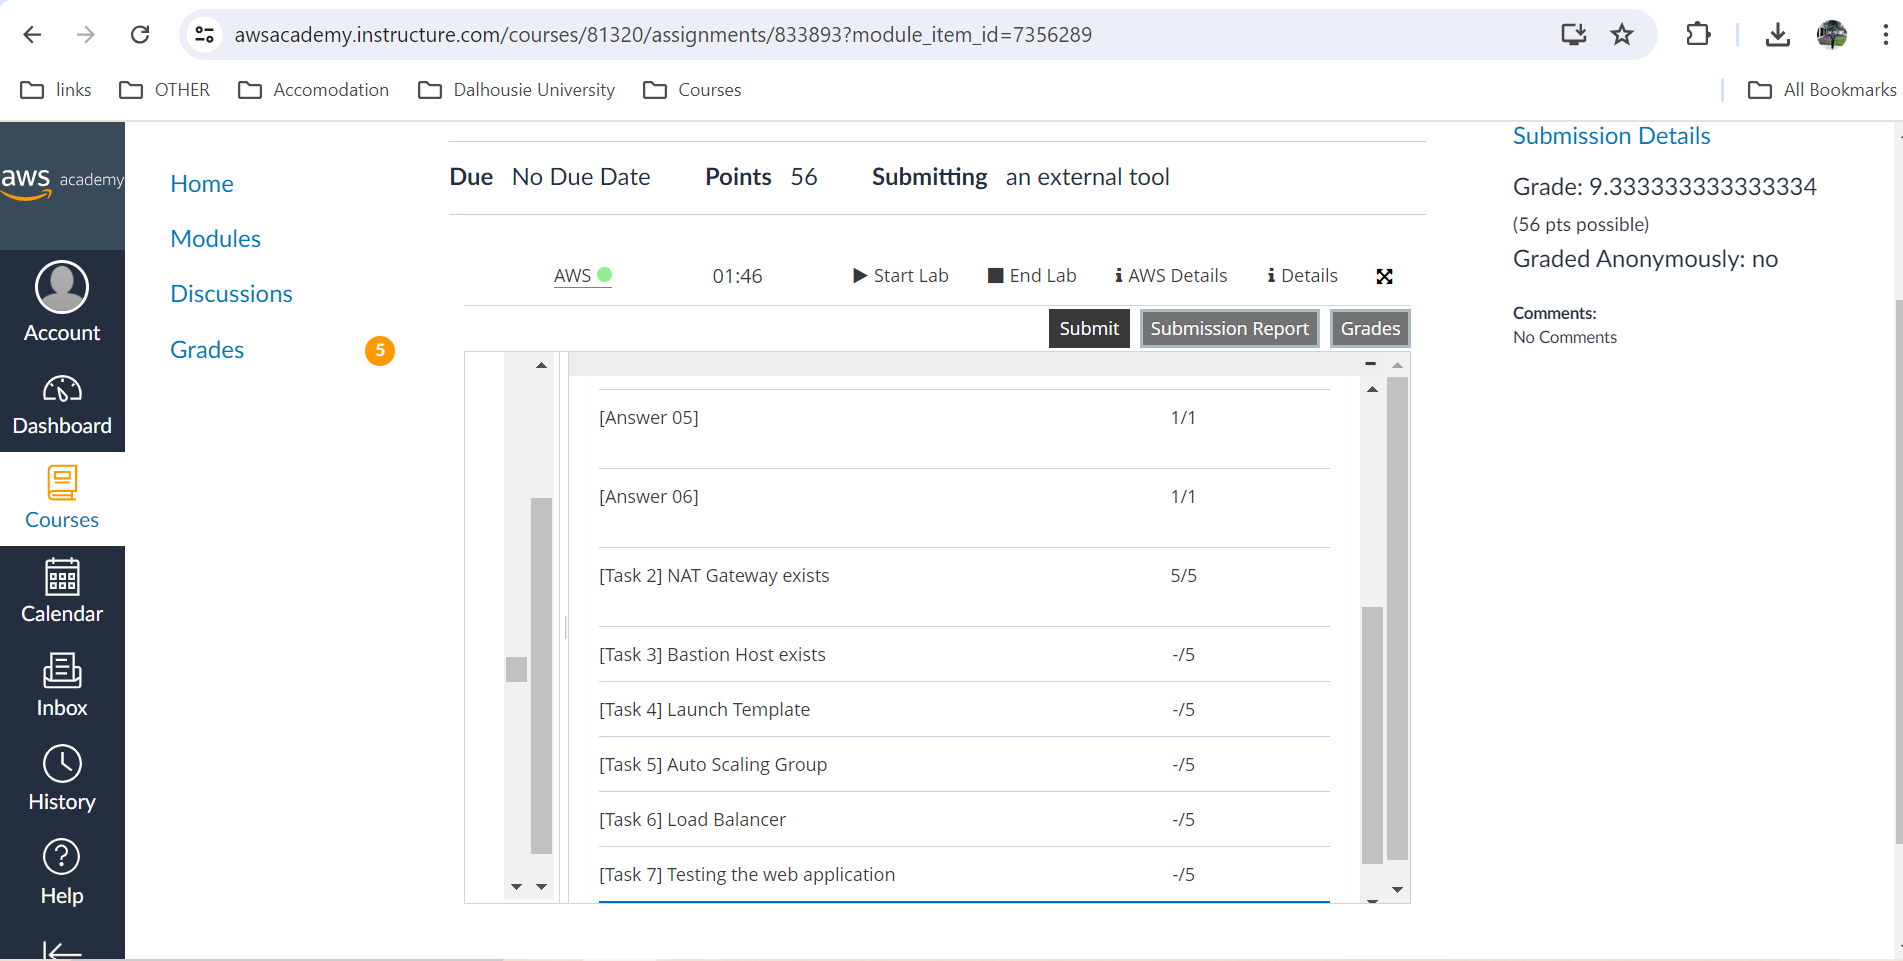 awsacademy.instructure.com/courses/81320/assignments/833893?module_item_id=7356289
links OTHER Accomodation Dalhousie University Courses All Bookmarks
aws academy
Account
Dashboard
Courses
Calendar
Inbox
History
Help
Home
Modules
Discussions
Grades 5
Due No Due Date Points 56 Submitting an external tool
AWS 01:46 Start Lab End Lab AWS Details Details
Submit Submission Report Grades
[Answer 05] 1/1
[Answer 06] 1/1
[Task 2] NAT Gateway exists 5/5
[Task 3] Bastion Host exists -/5
[Task 4] Launch Template -/5
[Task 5] Auto Scaling Group -/5
[Task 6] Load Balancer -/5
[Task 7] Testing the web application -/5
Submission Details
Grade: 9.333333333333334
(56 pts possible)
Graded Anonymously: no
Comments:
No Comments